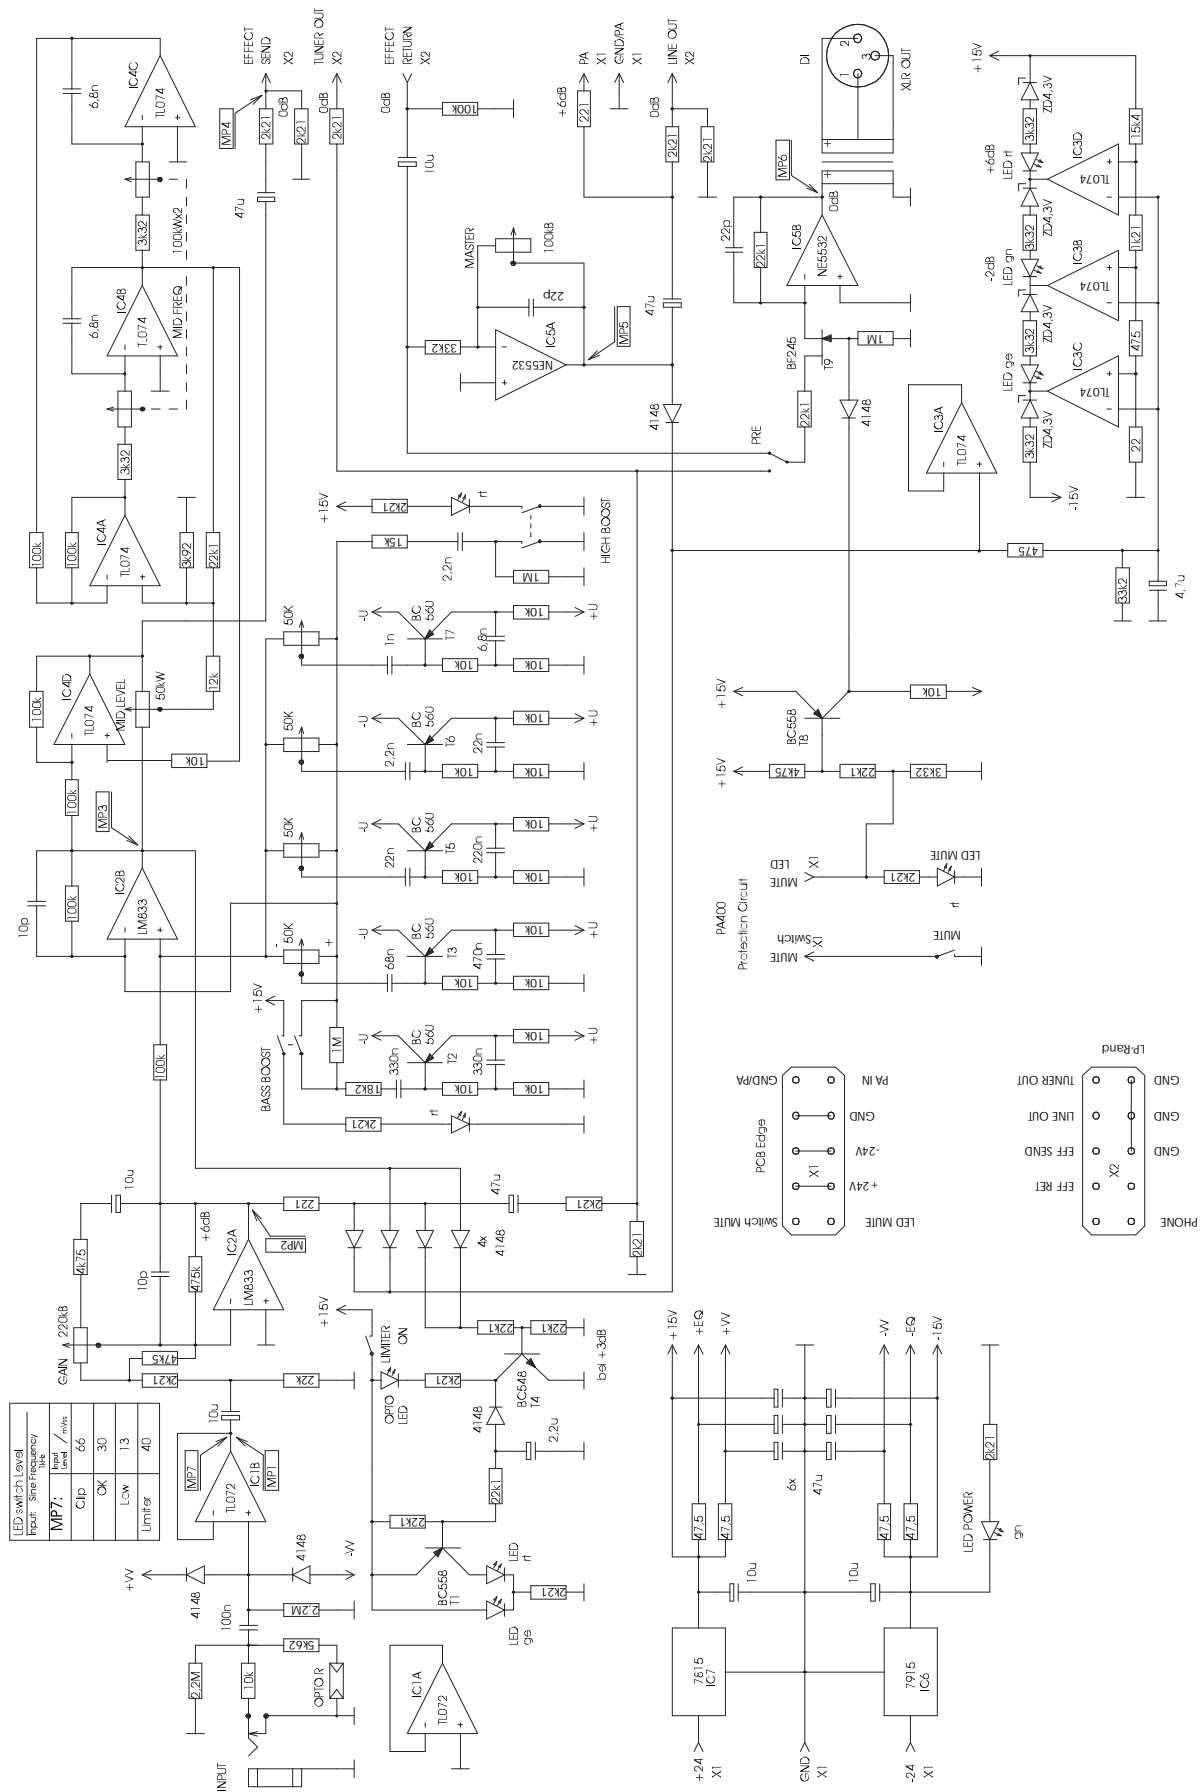 LED switch Level
Input: Sine Frequency 1kHz
MP7: Input Level / mVss
Clip 66
OK 30
Low 13
Limiter 40
INPUT
2,2M
10k
5k62
OPTO R
100n
2,2M
4148
4148
+VV
-VV
TL072
IC1B
MP7
MP1
IC1A
TL072
10u
22k
2k21
47k5
GAIN
220kB
4k75
10u
10p
475k
+6dB
IC2A
LM833
MP2
221
47u
2k21
2k21
4x
4148
+15V
LIMITER
ON
OPTO
LED
2k21
22k1
22k1
BC548
T4
bei +3dB
4148
2,2u
22k1
22k1
BC558
T1
LED
rt
LED
ge
2k21
100k
10p
100k
IC2B
LM833
MP3
100k
100k
IC4D
TL074
MID LEVEL
50kW
10k
12k
100k
100k
IC4A
TL074
3k92
22k1
3k32
6,8n
IC4B
TL074
MID FREQ
100kWx2
3k32
6,8n
IC4C
TL074
BASS BOOST
+15V
2k21
rt
1M
18k2
330n
-U
BC
560
T2
330n
10k
10k
10k
10k
+U
-
50K
+
68n
-U
BC
560
T3
470n
10k
10k
10k
10k
+U
50K
22n
-U
BC
560
T5
220n
10k
10k
10k
10k
+U
50K
2,2n
-U
BC
560
T6
22n
10k
10k
10k
10k
+U
50K
1n
-U
BC
560
T7
6,8n
10k
10k
10k
10k
+U
+15V
2k21
rt
15k
2,2n
1M
HIGH BOOST
47u
MP4
2k21
0dB
2k21
EFFECT
SEND
X2
TUNER OUT
X2
0dB
2k21
EFFECT
RETURN
X2
0dB
100k
10u
33k2
MASTER
100kB
22p
IC5A
NE5532
MP5
47u
4148
+6dB
221
PA
X1
GND/PA
X1
LINE OUT
X2
0dB
2k21
2k21
PRE
22k1
BF245
T9
1M
4148
22p
22k1
IC5B
NE5532
MP6
0dB
+
+
DI
1
2
3
XLR OUT
IC3A
TL074
475
33k2
4,7u
-15V
3k32
ZD4,3V
LED ge
IC3C
TL074
22
475
3k32
ZD4,3V
-2dB
LED gn
IC3B
TL074
1k21
3k32
ZD4,3V
+6dB
LED rt
IC3D
TL074
15k4
3k32
ZD4,3V
+15V
+15V
BC558
T8
10k
+15V
4k75
22k1
3k32
PA400
Protection Circuit
MUTE
LED
X1
2k21
LED MUTE
rt
MUTE
Switch
X1
MUTE
PCB Edge
X1
GND/PA
PA IN
GND
-24V
+24V
Switch MUTE
LED MUTE
LP-Rand
X2
TUNER OUT
LINE OUT
EFF SEND
EFF RET
GND
GND
GND
PHONE
+24
X1
GND
X1
-24
X1
7815
IC7
7915
IC6
10u
10u
47,5
47,5
47,5
47,5
6x
47u
+15V
+EQ
+VV
-VV
-EQ
-15V
LED POWER
gn
2k21